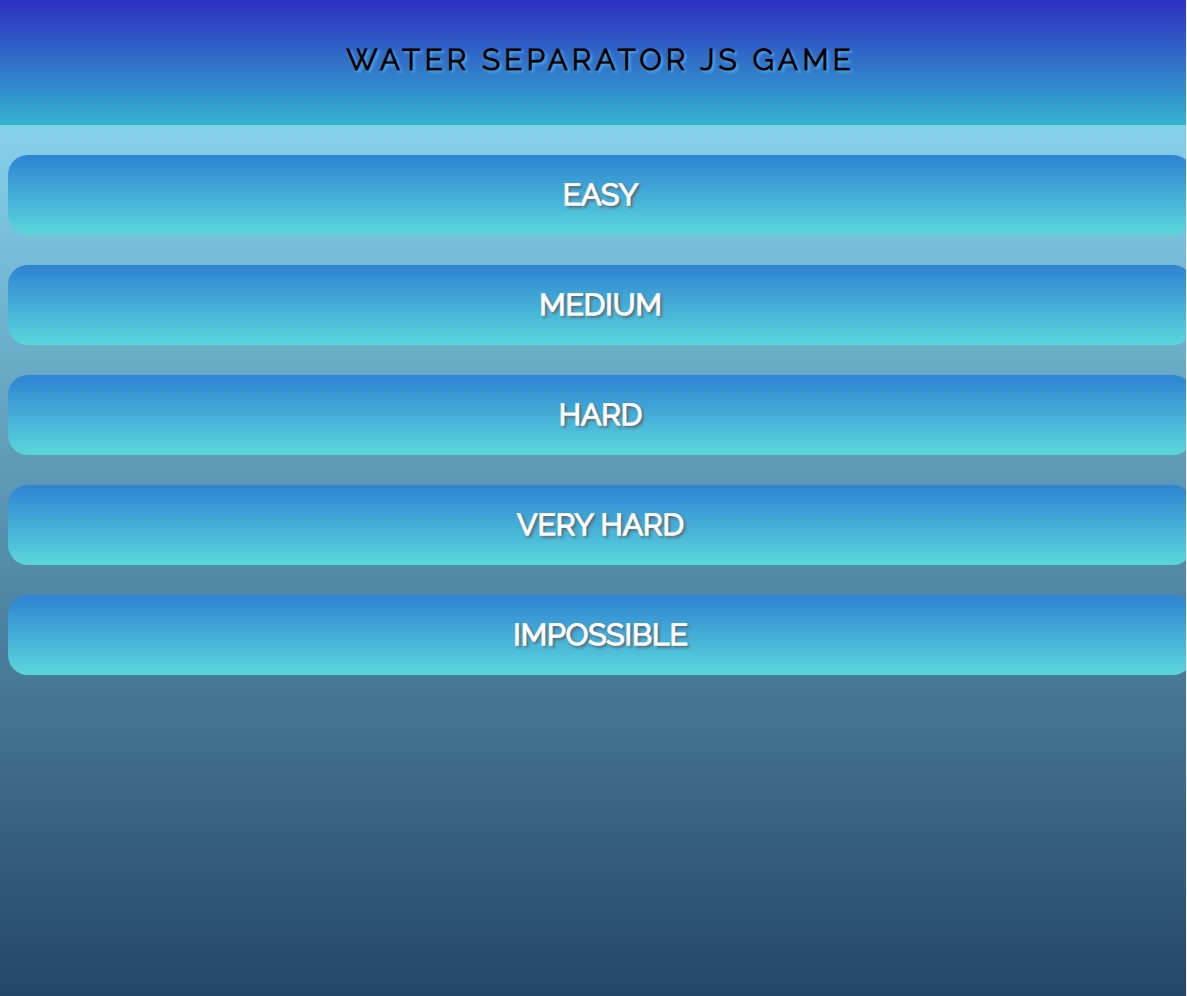 WATER SEPARATOR JS GAME
EASY
MEDIUM
HARD
VERY HARD
IMPOSSIBLE